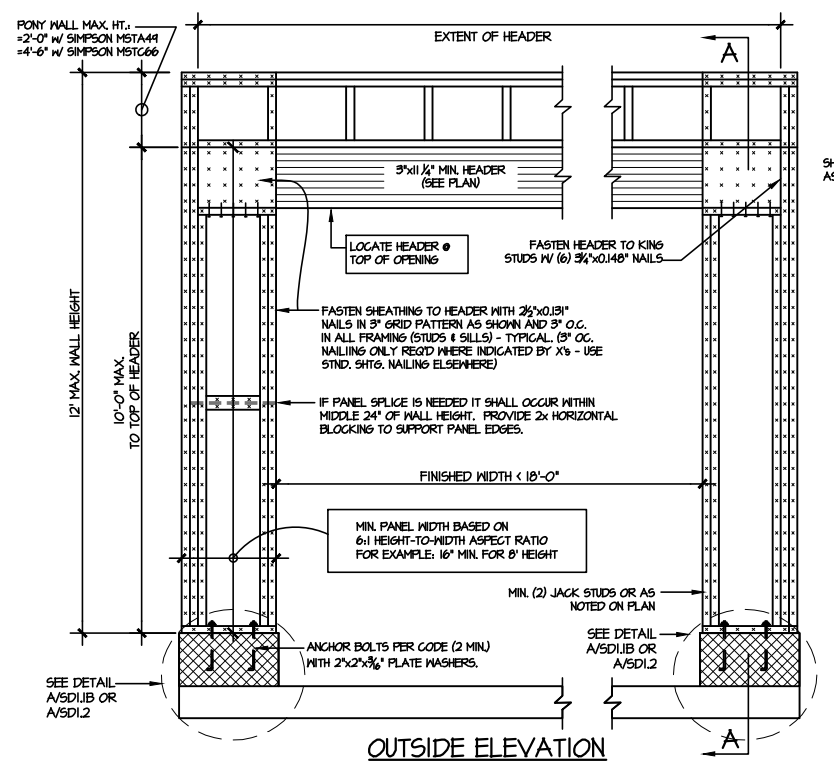 PONY WALL MAX. HT.:
=2'-0" W/ SIMPSON MSTA49
=4'-6" W/ SIMPSON MSTC66
EXTENT OF HEADER
A
SH
AS
3"x11 1/4" MIN. HEADER
(SEE PLAN)
LOCATE HEADER @
TOP OF OPENING
FASTEN HEADER TO KING
STUDS W/ (6) 3 1/4"x0.148" NAILS
FASTEN SHEATHING TO HEADER WITH 2 1/2"x0.131"
NAILS IN 3" GRID PATTERN AS SHOWN AND 3" O.C.
IN ALL FRAMING (STUDS & SILLS) - TYPICAL. (3" OC.
NAILIING ONLY REQ'D WHERE INDICATED BY X's - USE
STND. SHTG. NAILING ELSEWHERE)
12' MAX. WALL HEIGHT
10'-0" MAX.
TO TOP OF HEADER
IF PANEL SPLICE IS NEEDED IT SHALL OCCUR WITHIN
MIDDLE 24" OF WALL HEIGHT. PROVIDE 2x HORIZONTAL
BLOCKING TO SUPPORT PANEL EDGES.
FINISHED WIDTH < 18'-0"
MIN. PANEL WIDTH BASED ON
6:1 HEIGHT-TO-WIDTH ASPECT RATIO
FOR EXAMPLE: 16" MIN. FOR 8' HEIGHT
MIN. (2) JACK STUDS OR AS
NOTED ON PLAN
SEE DETAIL
A/SD1.1B OR
A/SD1.2
ANCHOR BOLTS PER CODE (2 MIN.)
WITH 2"x2"x3/16" PLATE WASHERS.
SEE DETAIL
A/SD1.1B OR
A/SD1.2
A
OUTSIDE ELEVATION